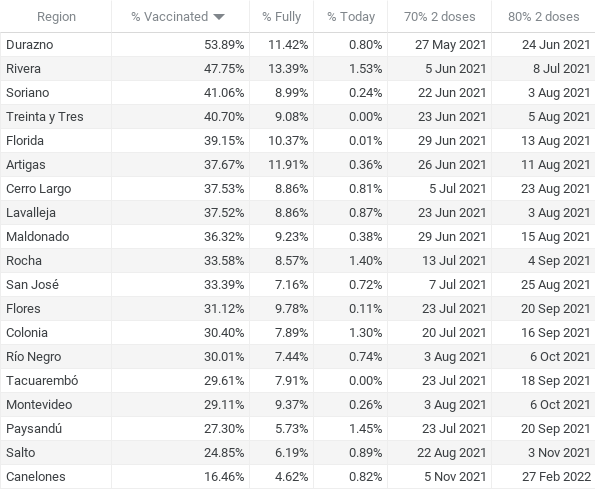 Region % Vaccinated % Fully % Today 70% 2 doses 80% 2 doses
Durazno 53.89% 11.42% 0.80% 27 May 2021 24 Jun 2021
Rivera 47.75% 13.39% 1.53% 5 Jun 2021 8 Jul 2021
Soriano 41.06% 8.99% 0.24% 22 Jun 2021 3 Aug 2021
Treinta y Tres 40.70% 9.08% 0.00% 23 Jun 2021 5 Aug 2021
Florida 39.15% 10.37% 0.01% 29 Jun 2021 13 Aug 2021
Artigas 37.67% 11.91% 0.36% 26 Jun 2021 11 Aug 2021
Cerro Largo 37.53% 8.86% 0.81% 5 Jul 2021 23 Aug 2021
Lavalleja 37.52% 8.86% 0.87% 23 Jun 2021 3 Aug 2021
Maldonado 36.32% 9.23% 0.38% 29 Jun 2021 15 Aug 2021
Rocha 33.58% 8.57% 1.40% 13 Jul 2021 4 Sep 2021
San José 33.39% 7.16% 0.72% 7 Jul 2021 25 Aug 2021
Flores 31.12% 9.78% 0.11% 23 Jul 2021 20 Sep 2021
Colonia 30.40% 7.89% 1.30% 20 Jul 2021 16 Sep 2021
Río Negro 30.01% 7.44% 0.74% 3 Aug 2021 6 Oct 2021
Tacuarembó 29.61% 7.91% 0.00% 23 Jul 2021 18 Sep 2021
Montevideo 29.11% 9.37% 0.26% 3 Aug 2021 6 Oct 2021
Paysandú 27.30% 5.73% 1.45% 23 Jul 2021 20 Sep 2021
Salto 24.85% 6.19% 0.89% 22 Aug 2021 3 Nov 2021
Canelones 16.46% 4.62% 0.82% 5 Nov 2021 27 Feb 2022